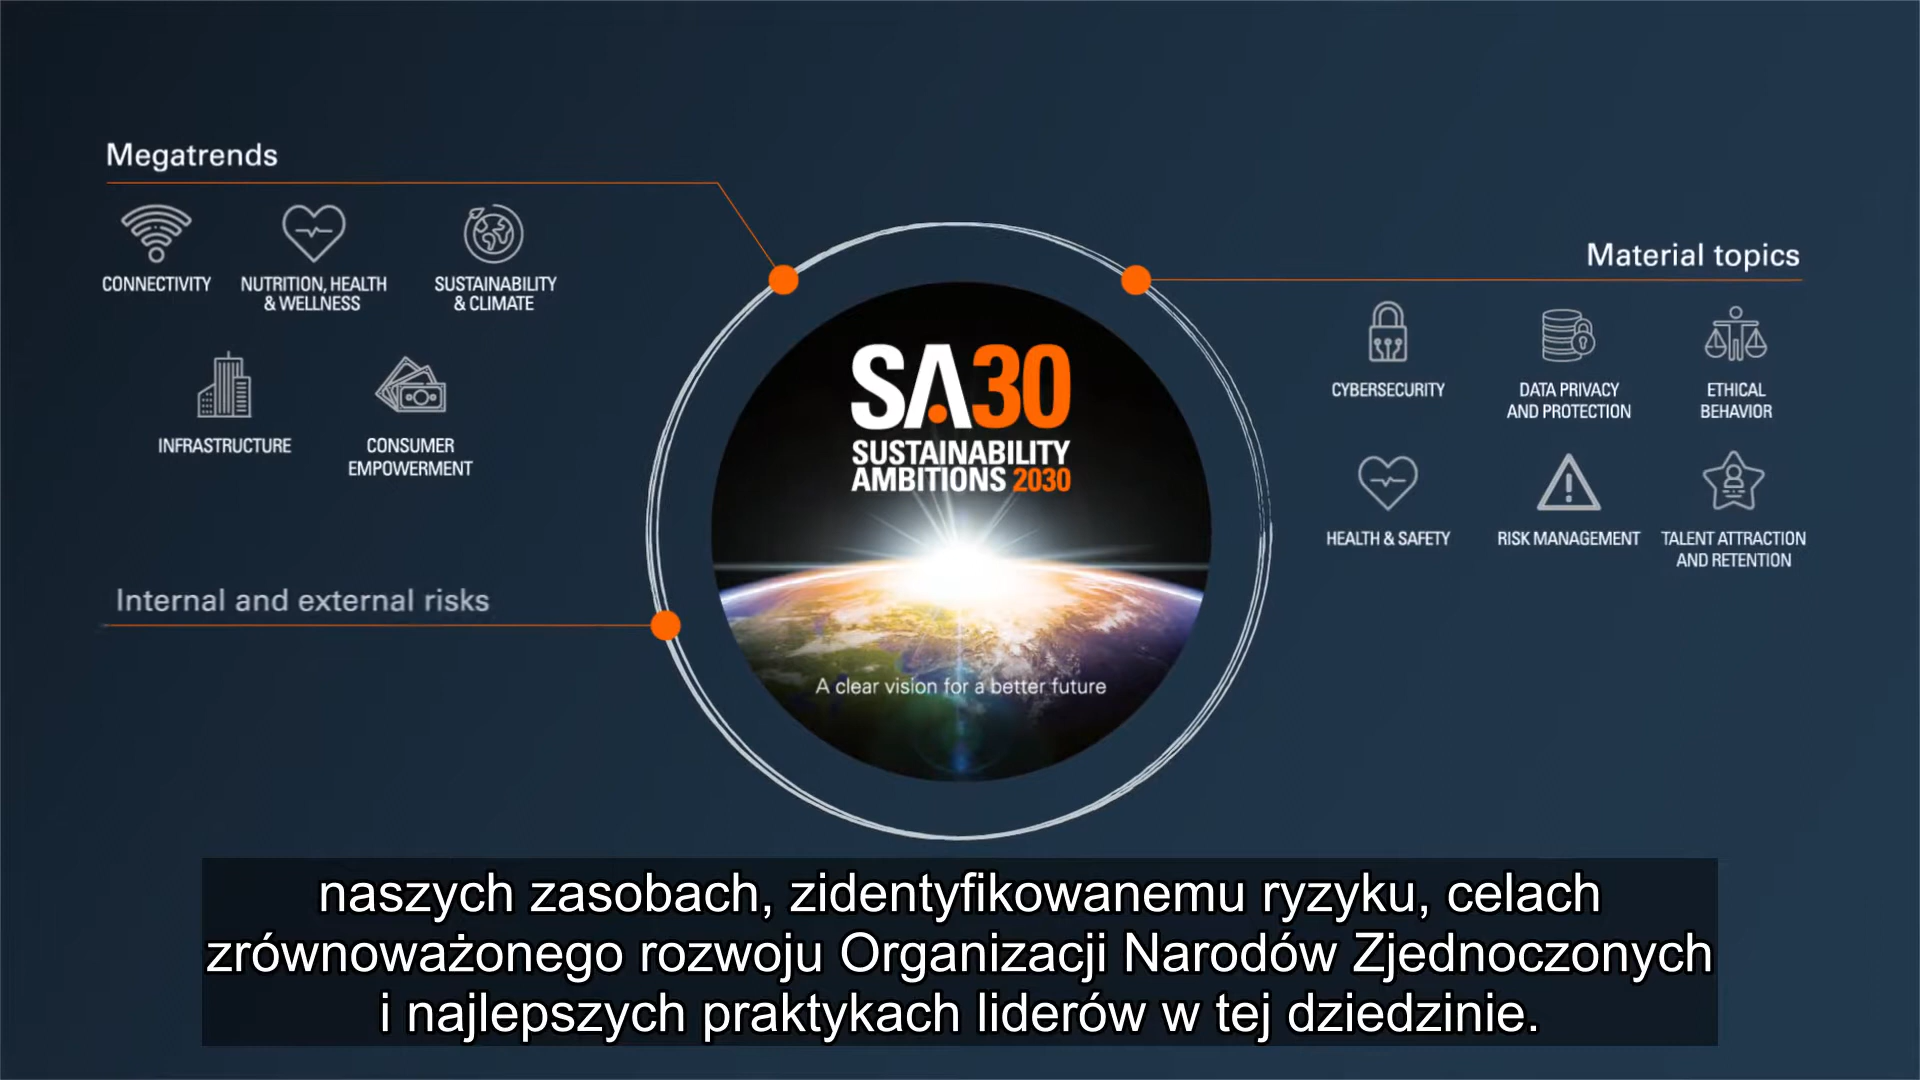 Megatrends
CONNECTIVITY
NUTRITION, HEALTH
& WELLNESS
SUSTAINABILITY
& CLIMATE
INFRASTRUCTURE
CONSUMER
EMPOWERMENT
Internal and external risks
SA30
SUSTAINABILITY
AMBITIONS 2030
A clear vision for a better future
Material topics
CYBERSECURITY
DATA PRIVACY
AND PROTECTION
ETHICAL
BEHAVIOR
HEALTH & SAFETY
RISK MANAGEMENT
TALENT ATTRACTION
AND RETENTION
naszych zasobach, zidentyfikowanemu ryzyku, celach
zrównoważonego rozwoju Organizacji Narodów Zjednoczonych
i najlepszych praktykach liderów w tej dziedzinie.